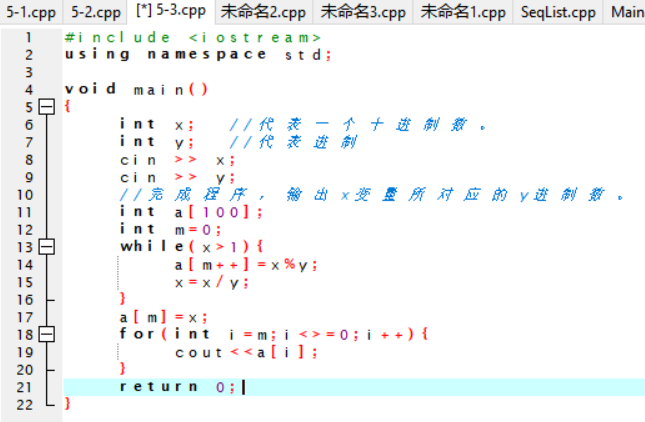 5-1.cpp 5-2.cpp [*] 5-3.cpp 未命名2.cpp 未命名3.cpp 未命名1.cpp SeqList.cpp Main
1 #include <iostream>
2 using namespace std;
3
4 void main()
5 {
6 int x; //代表一个十进制数。
7 int y; //代表进制
8 cin >> x;
9 cin >> y;
10 //完成程序，输出x变量所对应的y进制数。
11 int a[100];
12 int m=0;
13 while(x>1){
14 a[m++]=x%y;
15 x=x/y;
16 }
17 a[m]=x;
18 for(int i=m;i<>=0;i++){
19 cout<<a[i];
20 }
21 return 0;
22 }